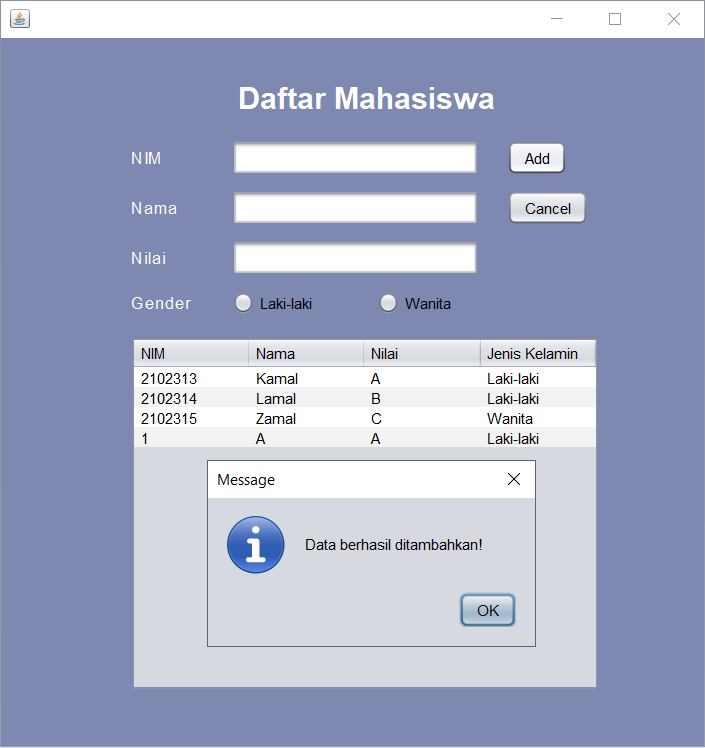 Daftar Mahasiswa
NIM
Add
Nama
Cancel
Nilai
Gender Laki-laki Wanita
NIM Nama Nilai Jenis Kelamin
2102313 Kamal A Laki-laki
2102314 Lamal B Laki-laki
2102315 Zamal C Wanita
1 A A Laki-laki
Message
Data berhasil ditambahkan!
OK